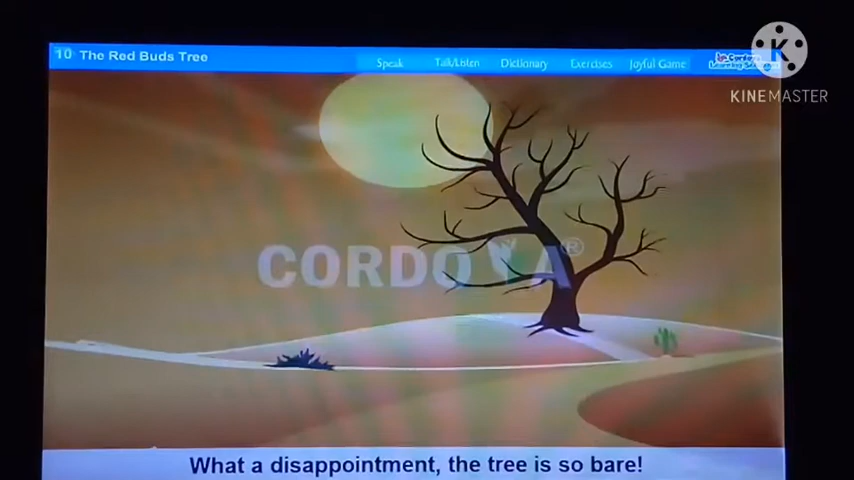 10 The Red Buds Tree
Speak Talk/Listen Dictionary Exercises Joyful Game
KINEMASTER
CORDOVA®
What a disappointment, the tree is so bare!